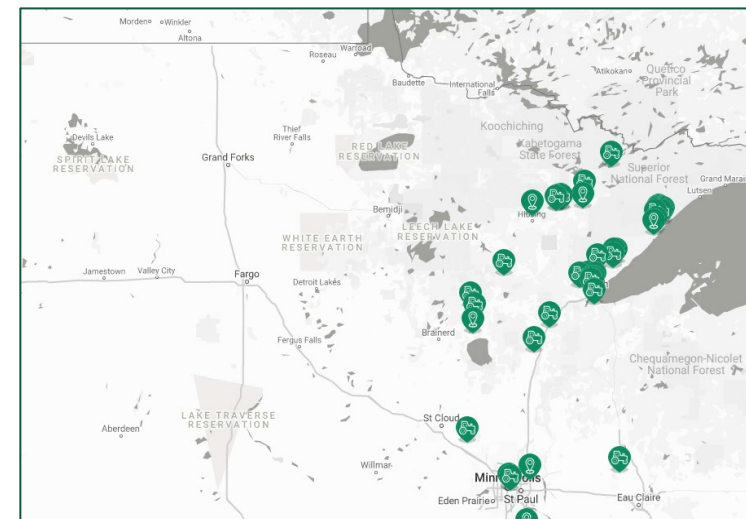 Morden
Winkler
Altona
Roseau
Warroad
Baudette
International
Falls
Atikokan
Quetico
Provincial
Park
Koochiching
Kabetogama
State Forest
Superior
National Forest
Grand Marais
Lutsen
Devils Lake
SPIRIT LAKE
RESERVATION
Thief
River Falls
Grand Forks
RED LAKE
RESERVATION
Bemidji
Hibbing
WHITE EARTH
RESERVATION
LEECH LAKE
RESERVATION
Jamestown
Valley City
Fargo
Detroit Lakes
Brainerd
Fergus Falls
Chequamegon-Nicolet
National Forest
Aberdeen
LAKE TRAVERSE
RESERVATION
St Cloud
Willmar
Minneapolis
Eden Prairie
St Paul
Eau Claire